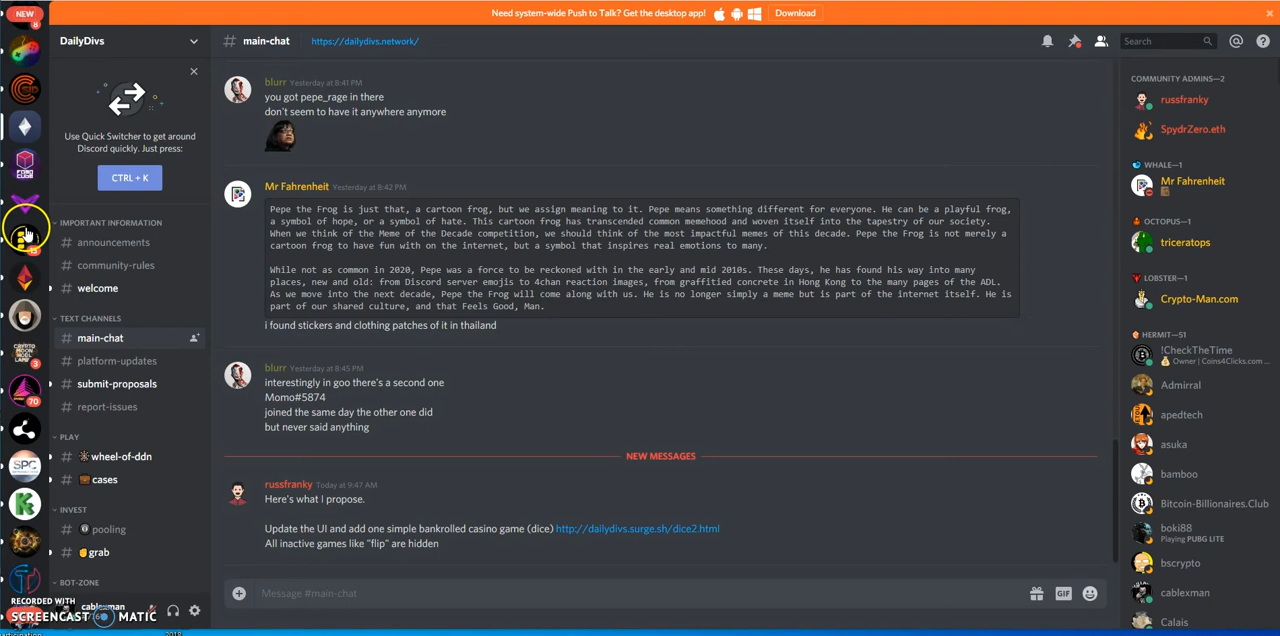 NEW
Need system-wide Push to Talk? Get the desktop app!
Download
8
DailyDivs
# main-chat
https://dailydivs.network/
Search
Use Quick Switcher to get around
Discord quickly. Just press:
CTRL + K
IMPORTANT INFORMATION
# announcements
# community-rules
# welcome
TEXT CHANNELS
# main-chat
# platform-updates
# submit-proposals
# report-issues
PLAY
# wheel-of-ddn
# cases
INVEST
# pooling
# grab
BOT-ZONE
cablexman
3
70
SPC
RECORDED WITH
SCREENCAST MATIC
2018
blurr Yesterday at 8:41 PM
you got pepe_rage in there
don't seem to have it anywhere anymore
Mr Fahrenheit Yesterday at 8:42 PM
Pepe the Frog is just that, a cartoon frog, but we assign meaning to it. Pepe means something different for everyone. He can be a playful frog,
a symbol of hope, or a symbol of hate. This cartoon frog has transcended common memehood and woven itself into the tapestry of our society.
When we think of the Meme of the Decade competition, we should think of the most impactful memes of this decade. Pepe the Frog is not merely a
cartoon frog to have fun with on the internet, but a symbol that inspires real emotions to many.
While not as common in 2020, Pepe was a force to be reckoned with in the early and mid 2010s. These days, he has found his way into many
places, new and old: from Discord server emojis to 4chan reaction images, from graffitied concrete in Hong Kong to the many pages of the ADL.
As we move into the next decade, Pepe the Frog will come along with us. He is no longer simply a meme but is part of the internet itself. He is
part of our shared culture, and that Feels Good, Man.
i found stickers and clothing patches of it in thailand
blurr Yesterday at 8:45 PM
interestingly in goo there's a second one
Momo#5874
joined the same day the other one did
but never said anything
NEW MESSAGES
russfranky Today at 9:47 AM
Here's what I propose.
Update the UI and add one simple bankrolled casino game (dice) http://dailydivs.surge.sh/dice2.html
All inactive games like "flip" are hidden
Message #main-chat
GIF
COMMUNITY ADMINS—2
russfranky
SpydrZero.eth
WHALE—1
Mr Fahrenheit
OCTOPUS—1
triceratops
LOBSTER—1
Crypto-Man.com
HERMIT—51
!CheckTheTime
Owner | Coins4Clicks.com ...
Admirral
apedtech
asuka
bamboo
Bitcoin-Billionaires.Club
boki88
Playing PUBG LITE
bscrypto
cablexman
Calais